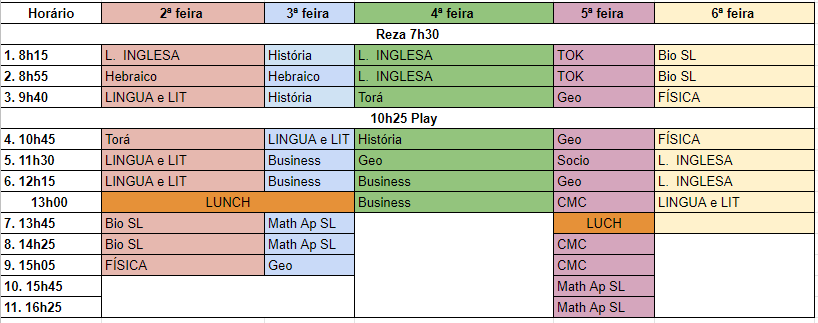 Horário 2ª feira 3ª feira 4ª feira 5ª feira 6ª feira
Reza 7h30
1. 8h15 L. INGLESA História L. INGLESA TOK Bio SL
2. 8h55 Hebraico Hebraico L. INGLESA TOK Bio SL
3. 9h40 LINGUA e LIT História Torá Geo FÍSICA
10h25 Play
4. 10h45 Torá LINGUA e LIT História Geo FÍSICA
5. 11h30 LINGUA e LIT Business Geo Socio L. INGLESA
6. 12h15 LINGUA e LIT Business Business Geo L. INGLESA
13h00 LUNCH Business CMC LINGUA e LIT
7. 13h45 Bio SL Math Ap SL LUCH
8. 14h25 Bio SL Math Ap SL CMC
9. 15h05 FÍSICA Geo CMC
10. 15h45 Math Ap SL
11. 16h25 Math Ap SL